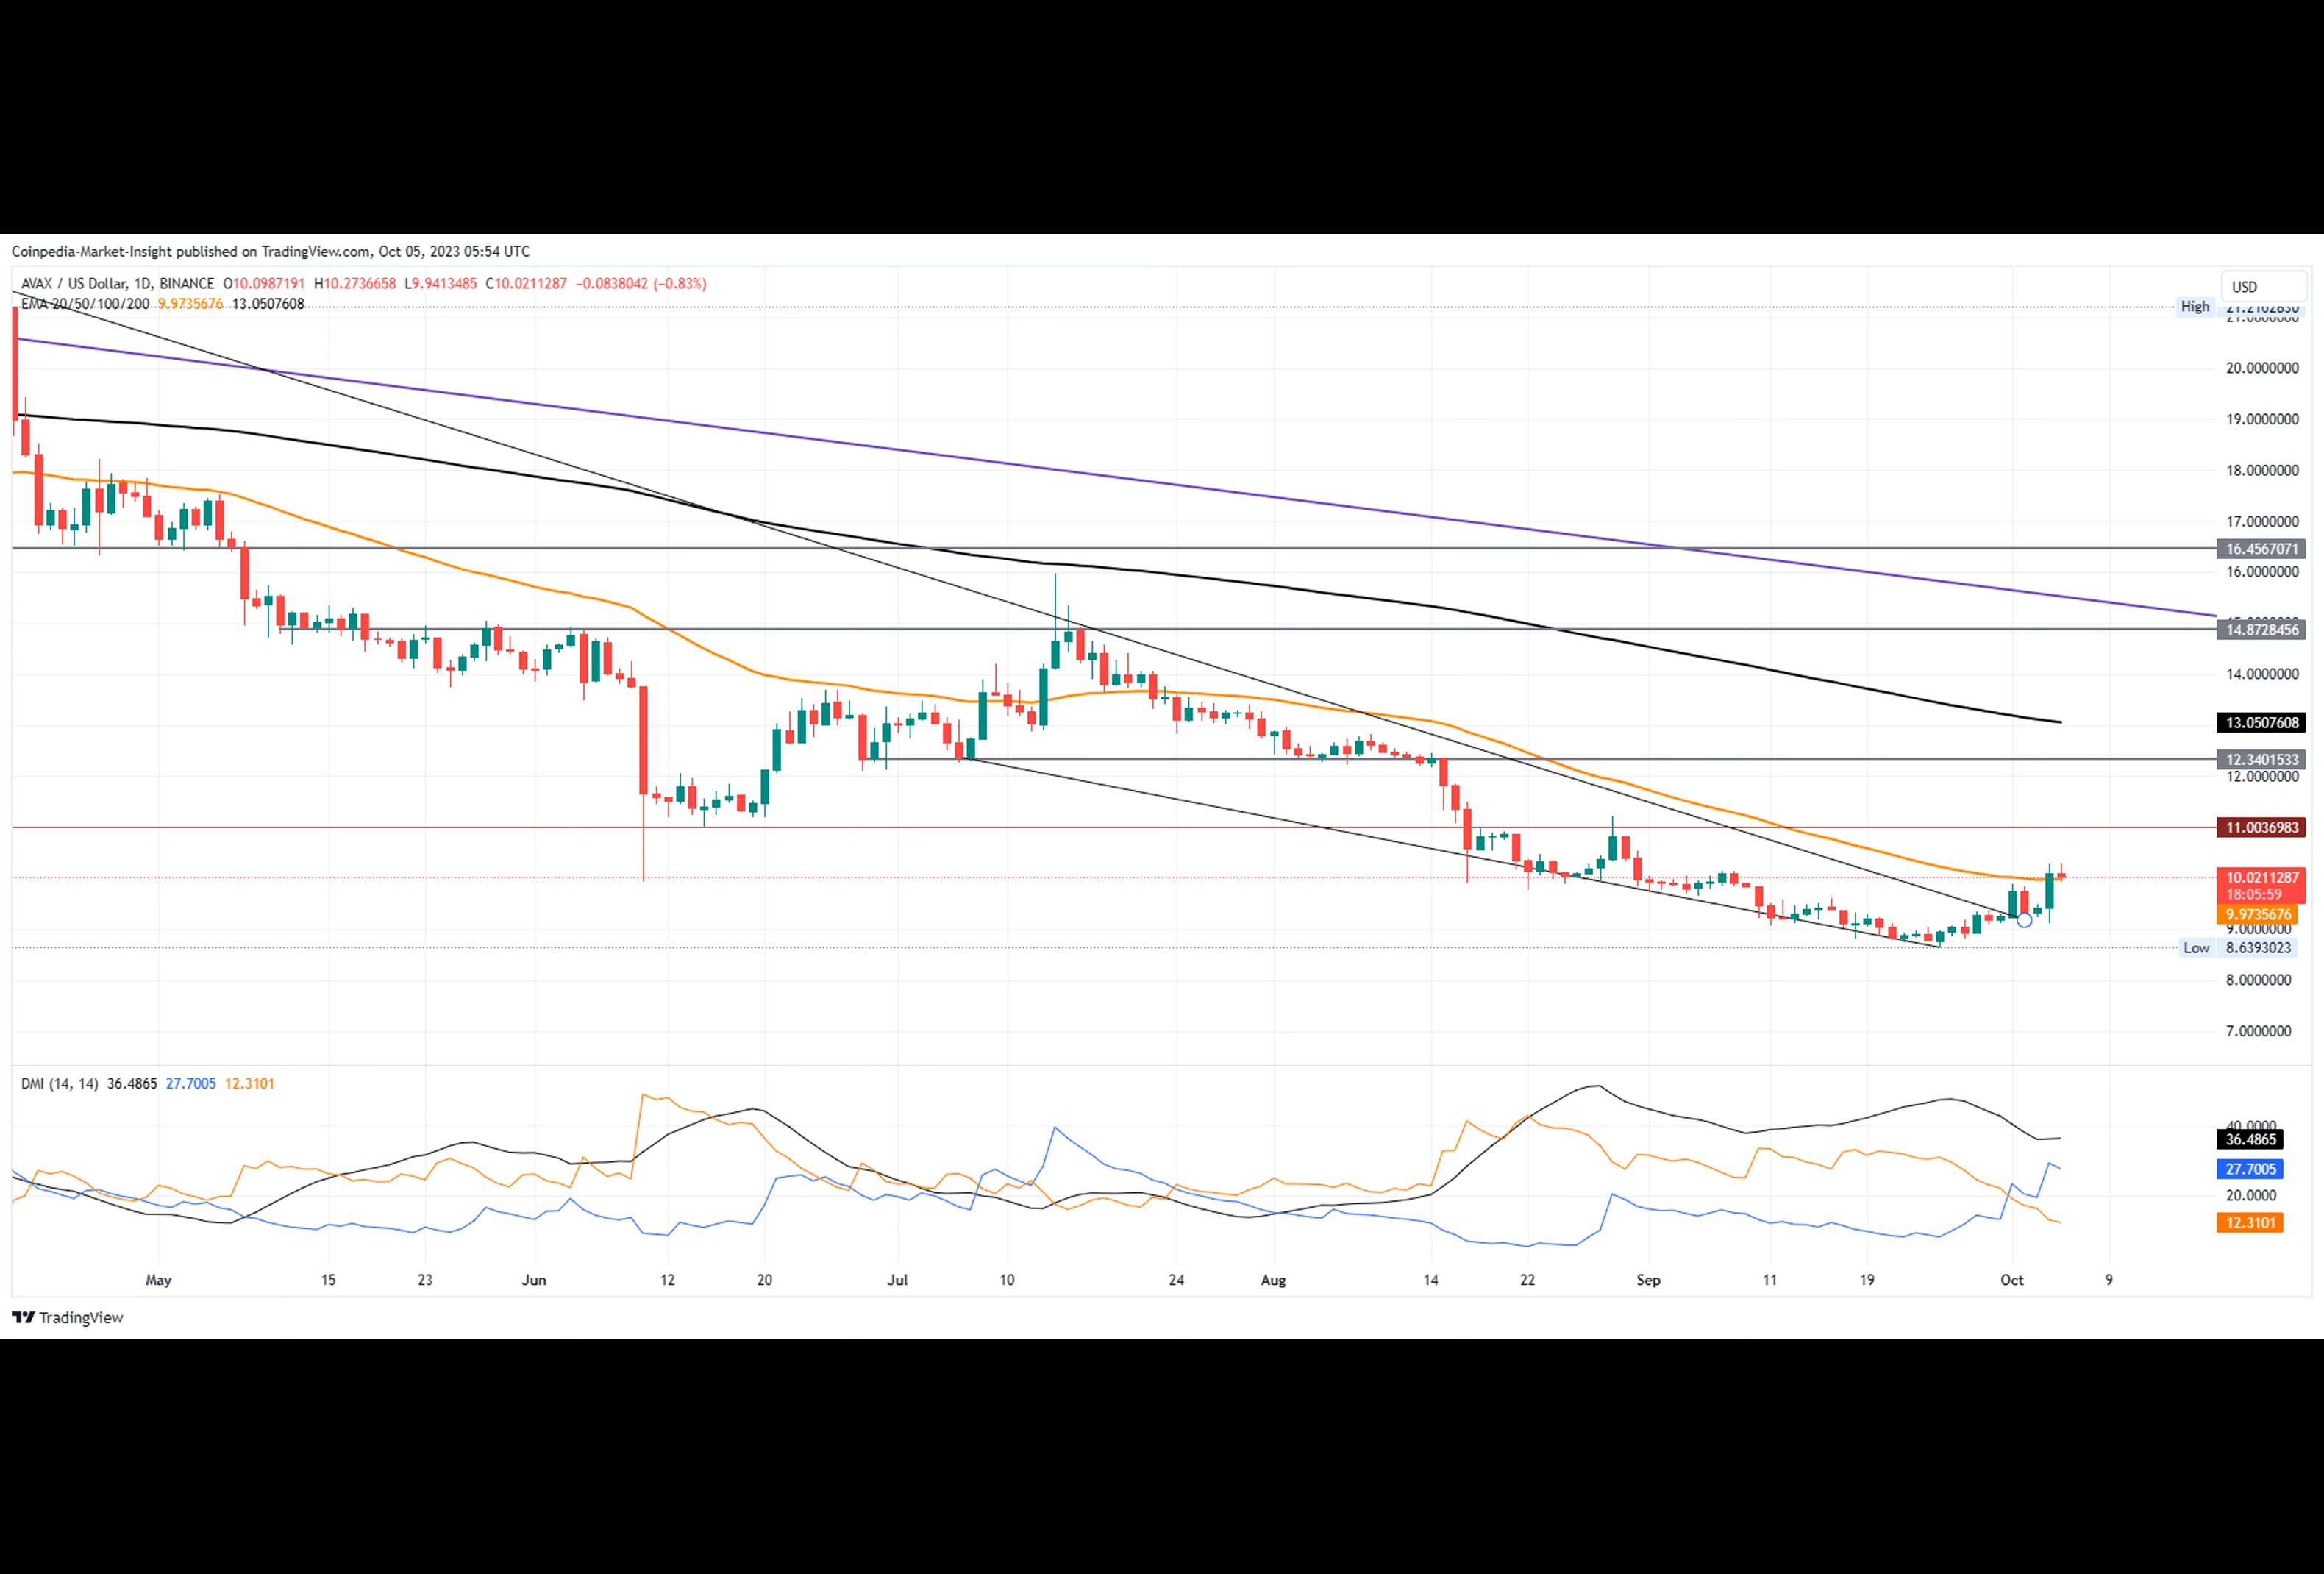 Coinpedia-Market-Insight published on TradingView.com, Oct 05, 2023 05:54 UTC
AVAX / US Dollar, 1D, BINANCE O10.0987191 H10.2736658 L9.9413485 C10.0211287 −0.0838042 (−0.83%)
EMA 20/50/100/200 9.9735676 13.0507608
USD
High 21.2162830
21.0000000
20.0000000
19.0000000
18.0000000
17.0000000
16.4567071
16.0000000
14.8728456
14.0000000
13.0507608
12.3401533
12.0000000
11.0036983
10.0211287
18:05:59
9.9735676
9.0000000
Low 8.6393023
8.0000000
7.0000000
DMI (14, 14) 36.4865 27.7005 12.3101
40.0000
36.4865
27.7005
20.0000
12.3101
May 15 23 Jun 12 20 Jul 10 24 Aug 14 22 Sep 11 19 Oct 9
TradingView